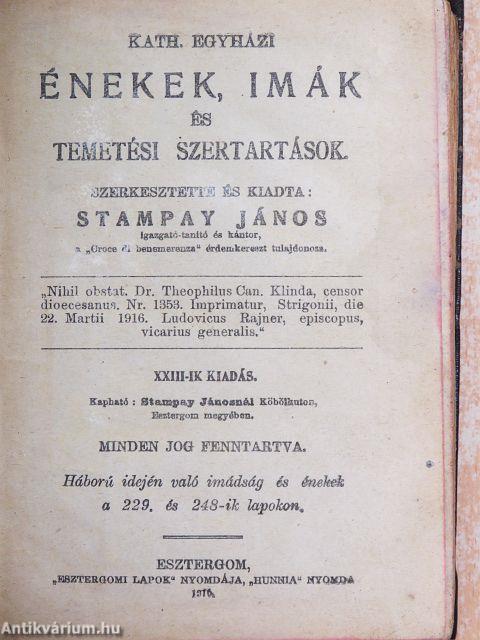 KATH. EGYHÁZI
ÉNEKEK, IMÁK
ÉS
TEMETÉSI SZERTARTÁSOK.
SZERKESZTETTE ÉS KIADTA:
STAMPAY JÁNOS
igazgató-tanító és kántor,
a „Croce di benemerenza“ érdemkereszt tulajdonosa.
„Nihil obstat. Dr. Theophilus Can. Klinda, censor
dioecesanus. Nr. 1353. Imprimatur, Strigonii, die
22. Martii 1916. Ludovicus Rajner, episcopus,
vicarius generalis.“
XXIII-IK KIADÁS.
Kapható: Stampay Jánosnál Köbölkuton,
Esztergom megyében.
MINDEN JOG FENNTARTVA.
Háború idején való imádság és énekek
a 229. és 248-ik lapokon.
ESZTERGOM,
„ESZTERGOMI LAPOK“ NYOMDÁJA, „HUNNIA“ NYOMDA
1916.
Antikvárium.hu